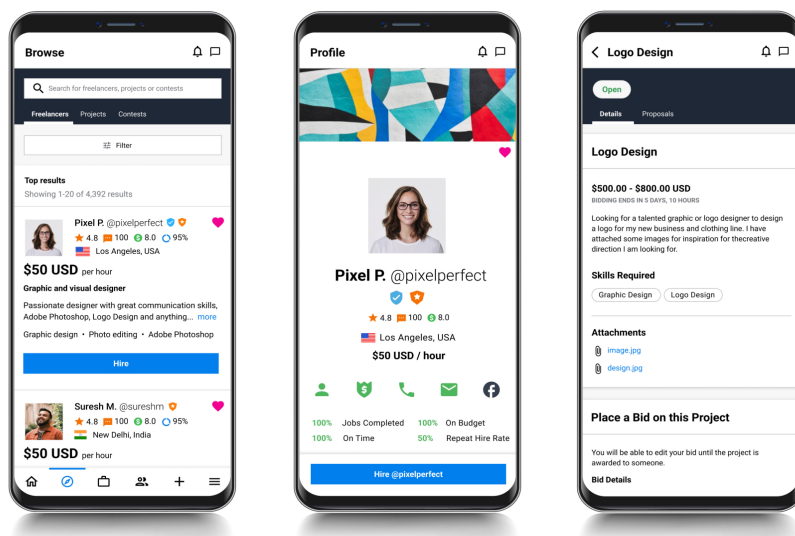 Browse
Search for freelancers, projects or contests
Freelancers Projects Contests
Filter
Top results
Showing 1-20 of 4,392 results
Pixel P. @pixelperfect
4.8 100 8.0 95%
Los Angeles, USA
$50 USD per hour
Graphic and visual designer
Passionate designer with great communication skills,
Adobe Photoshop, Logo Design and anything... more
Graphic design • Photo editing • Adobe Photoshop
Hire
Suresh M. @sureshm
4.8 100 8.0 95%
New Delhi, India
$50 USD per hour
Profile
Pixel P. @pixelperfect
4.8 100 8.0
Los Angeles, USA
$50 USD / hour
100% Jobs Completed 100% On Budget
100% On Time 50% Repeat Hire Rate
Hire @pixelperfect
Logo Design
Open
Details Proposals
Logo Design
$500.00 - $800.00 USD
BIDDING ENDS IN 5 DAYS, 10 HOURS
Looking for a talented graphic or logo designer to design
a logo for my new business and clothing line. I have
attached some images for inspiration for thecreative
direction I am looking for.
Skills Required
Graphic Design Logo Design
Attachments
image.jpg
design.jpg
Place a Bid on this Project
You will be able to edit your bid until the project is
awarded to someone.
Bid Details